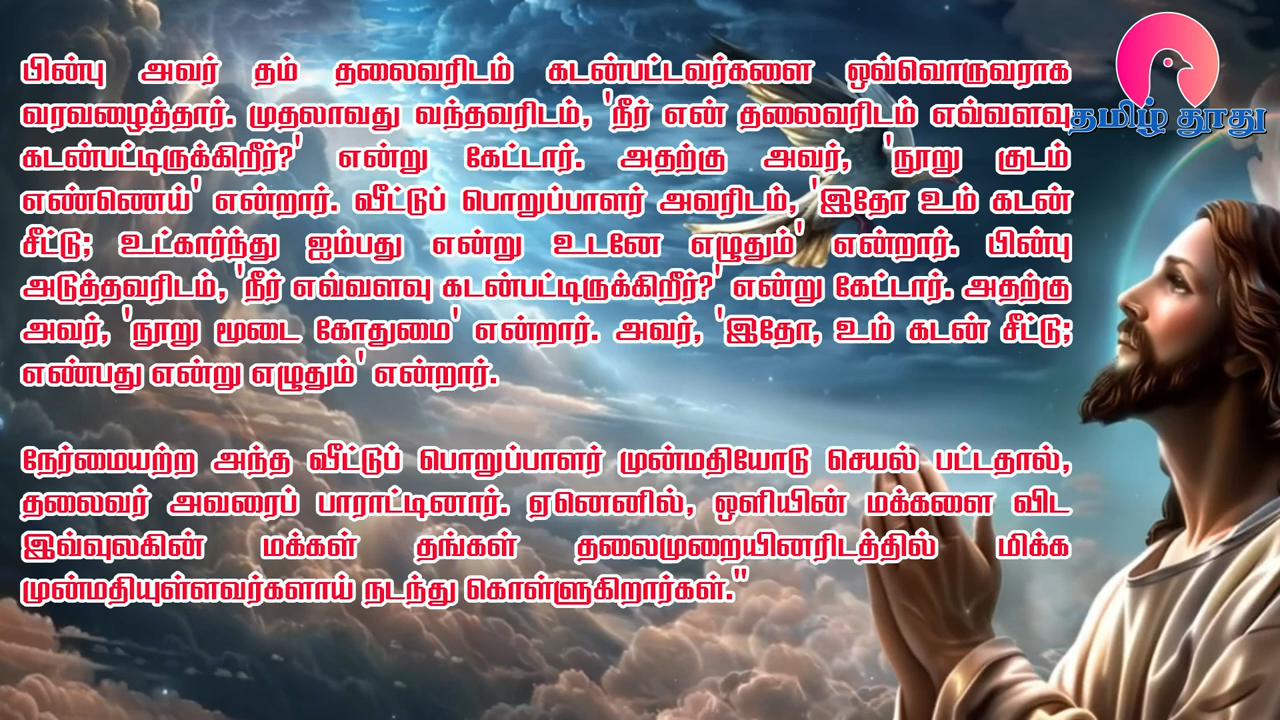 பின்பு அவர் தம் தலைவரிடம் கடன்பட்டவர்களை ஒவ்வொருவராக
வரவழைத்தார். முதலாவது வந்தவரிடம், 'நீர் என் தலைவரிடம் எவ்வளவு
கடன்பட்டிருக்கிறீர்?' என்று கேட்டார். அதற்கு அவர், 'நூறு குடம்
எண்ணெய்' என்றார். வீட்டுப் பொறுப்பாளர் அவரிடம், 'இதோ உம் கடன்
சீட்டு; உட்கார்ந்து ஐம்பது என்று உடனே எழுதும்' என்றார். பின்பு
அடுத்தவரிடம், 'நீர் எவ்வளவு கடன்பட்டிருக்கிறீர்?' என்று கேட்டார். அதற்கு
அவர், 'நூறு மூடை கோதுமை' என்றார். அவர், 'இதோ, உம் கடன் சீட்டு;
எண்பது என்று எழுதும்' என்றார்.
நேர்மையற்ற அந்த வீட்டுப் பொறுப்பாளர் முன்மதியோடு செயல் பட்டதால்,
தலைவர் அவரைப் பாராட்டினார். ஏனெனில், ஒளியின் மக்களை விட
இவ்வுலகின் மக்கள் தங்கள் தலைமுறையினரிடத்தில் மிக்க
முன்மதியுள்ளவர்களாய் நடந்து கொள்ளுகிறார்கள்."
தமிழ் தூது